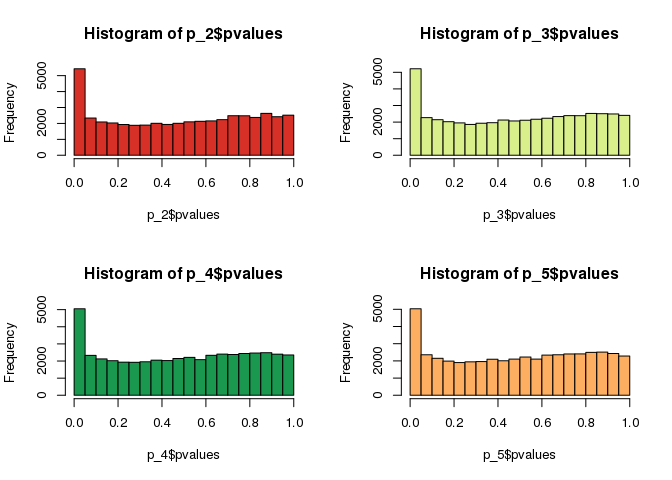 Histogram of p_2$pvalues
Frequency
0 2000 5000
0.0 0.2 0.4 0.6 0.8 1.0
p_2$pvalues
Histogram of p_3$pvalues
Frequency
0 2000 5000
0.0 0.2 0.4 0.6 0.8 1.0
p_3$pvalues
Histogram of p_4$pvalues
Frequency
0 2000 5000
0.0 0.2 0.4 0.6 0.8 1.0
p_4$pvalues
Histogram of p_5$pvalues
Frequency
0 2000 5000
0.0 0.2 0.4 0.6 0.8 1.0
p_5$pvalues